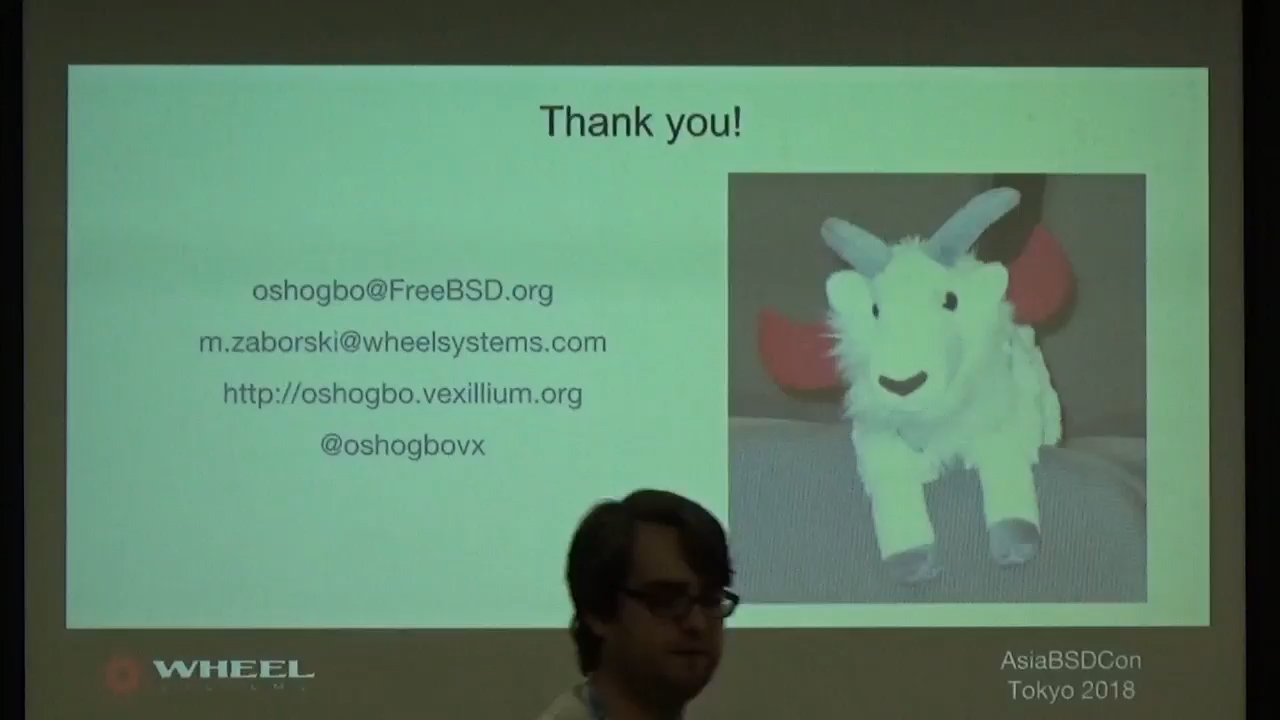 Thank you!
oshogbo@FreeBSD.org
m.zaborski@wheelsystems.com
http://oshogbo.vexillium.org
@oshogbovx
WHEEL
AsiaBSDCon
Tokyo 2018